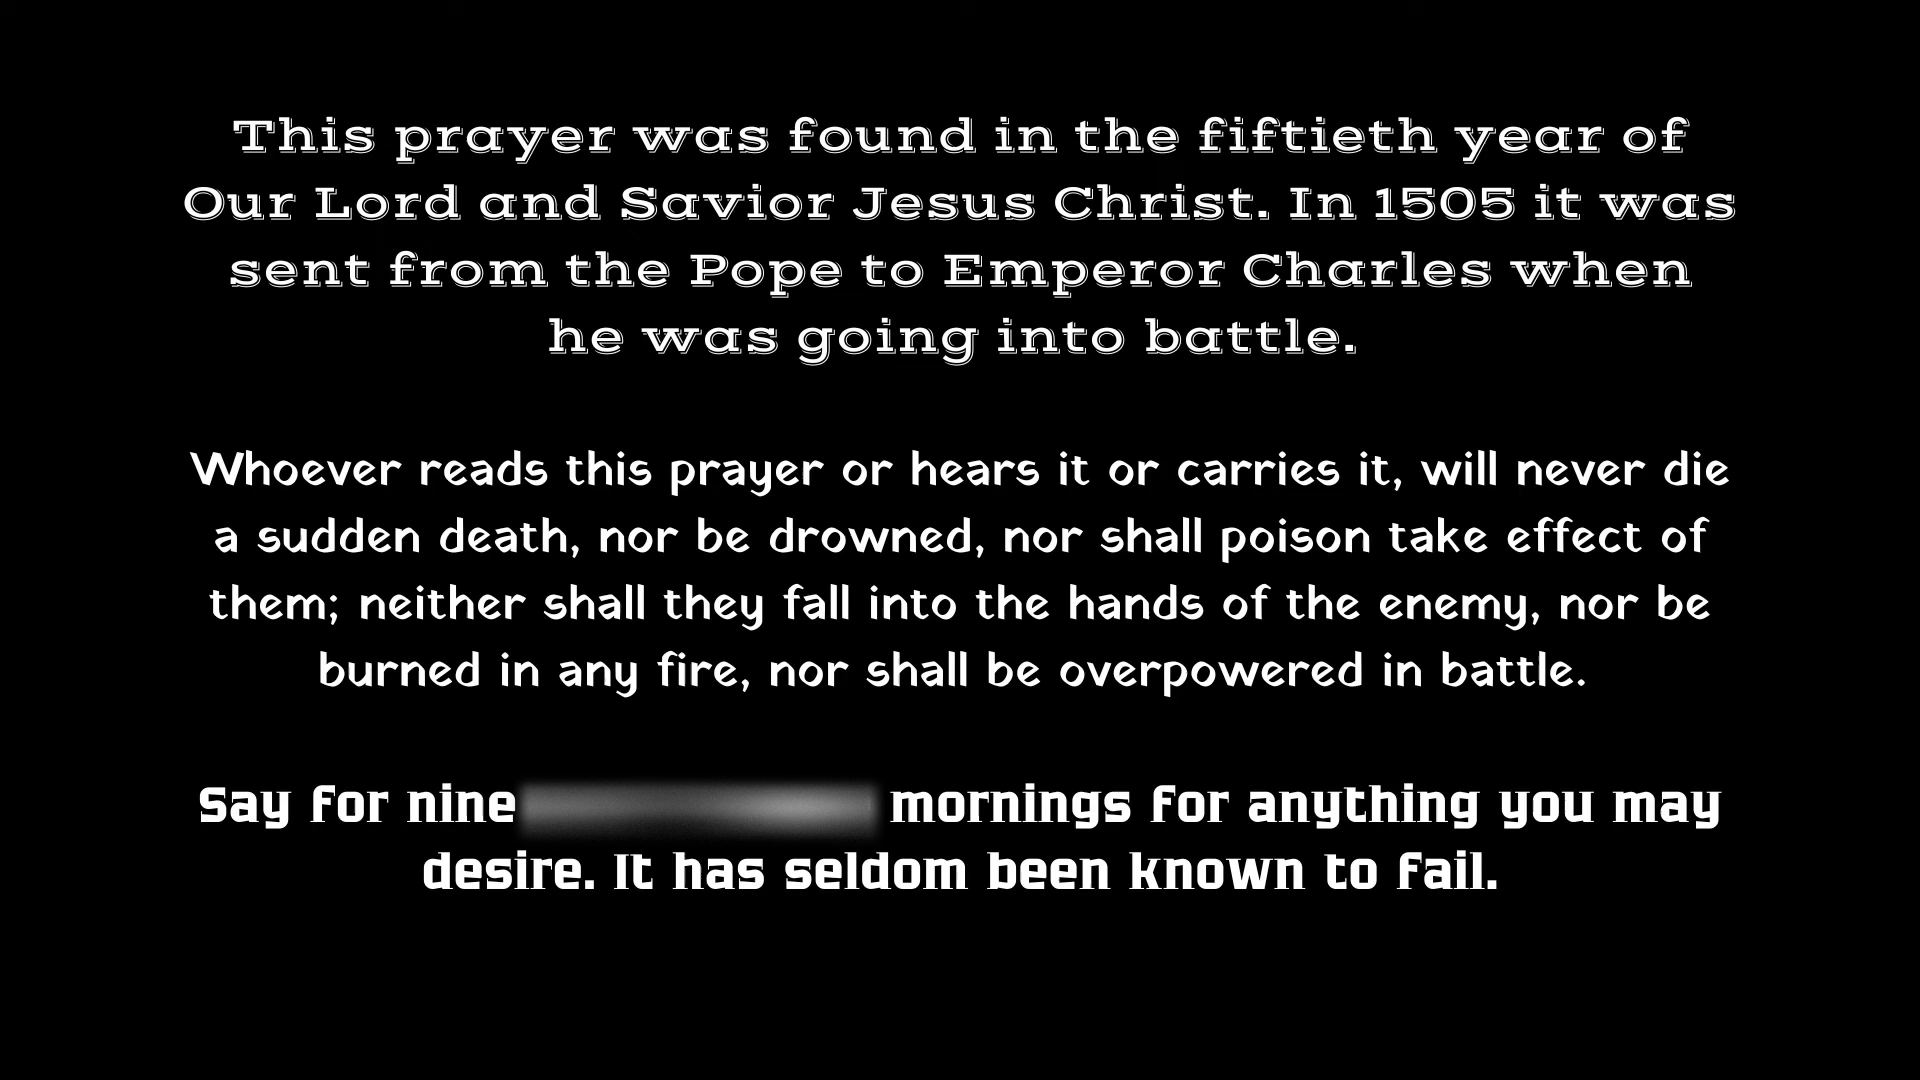 This prayer was found in the fiftieth year of
Our Lord and Savior Jesus Christ. In 1505 it was
sent from the Pope to Emperor Charles when
he was going into battle.
Whoever reads this prayer or hears it or carries it, will never die
a sudden death, nor be drowned, nor shall poison take effect of
them; neither shall they fall into the hands of the enemy, nor be
burned in any fire, nor shall be overpowered in battle.
Say for nine mornings for anything you may
desire. It has seldom been known to fail.